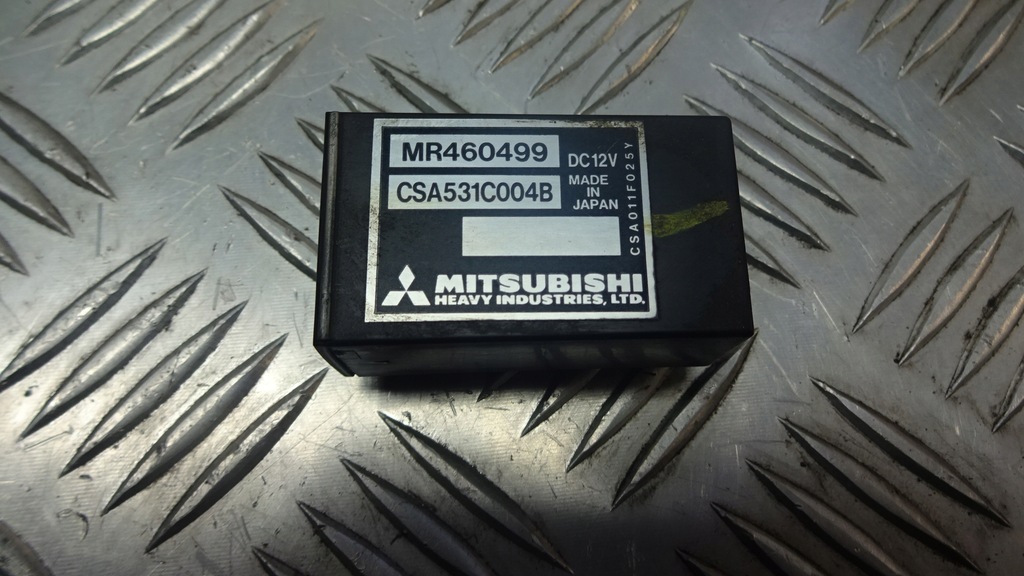 MR460499
CSA531C004B
DC12V
MADE
IN
JAPAN
CSA011F025Y
MITSUBISHI
HEAVY INDUSTRIES, LTD.